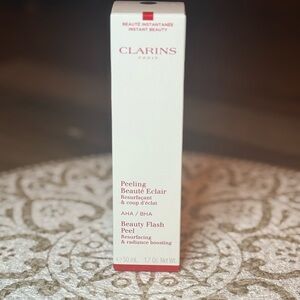 BEAUTÉ INSTANTANÉE
INSTANT BEAUTY
CLARINS
PARIS
Peeling
Beauté Eclair
Resurfaçant
& coup d'éclat
AHA / BHA
Beauty Flash
Peel
Resurfacing
& radiance boosting
50 mL 1.7 Oz Net Wt.